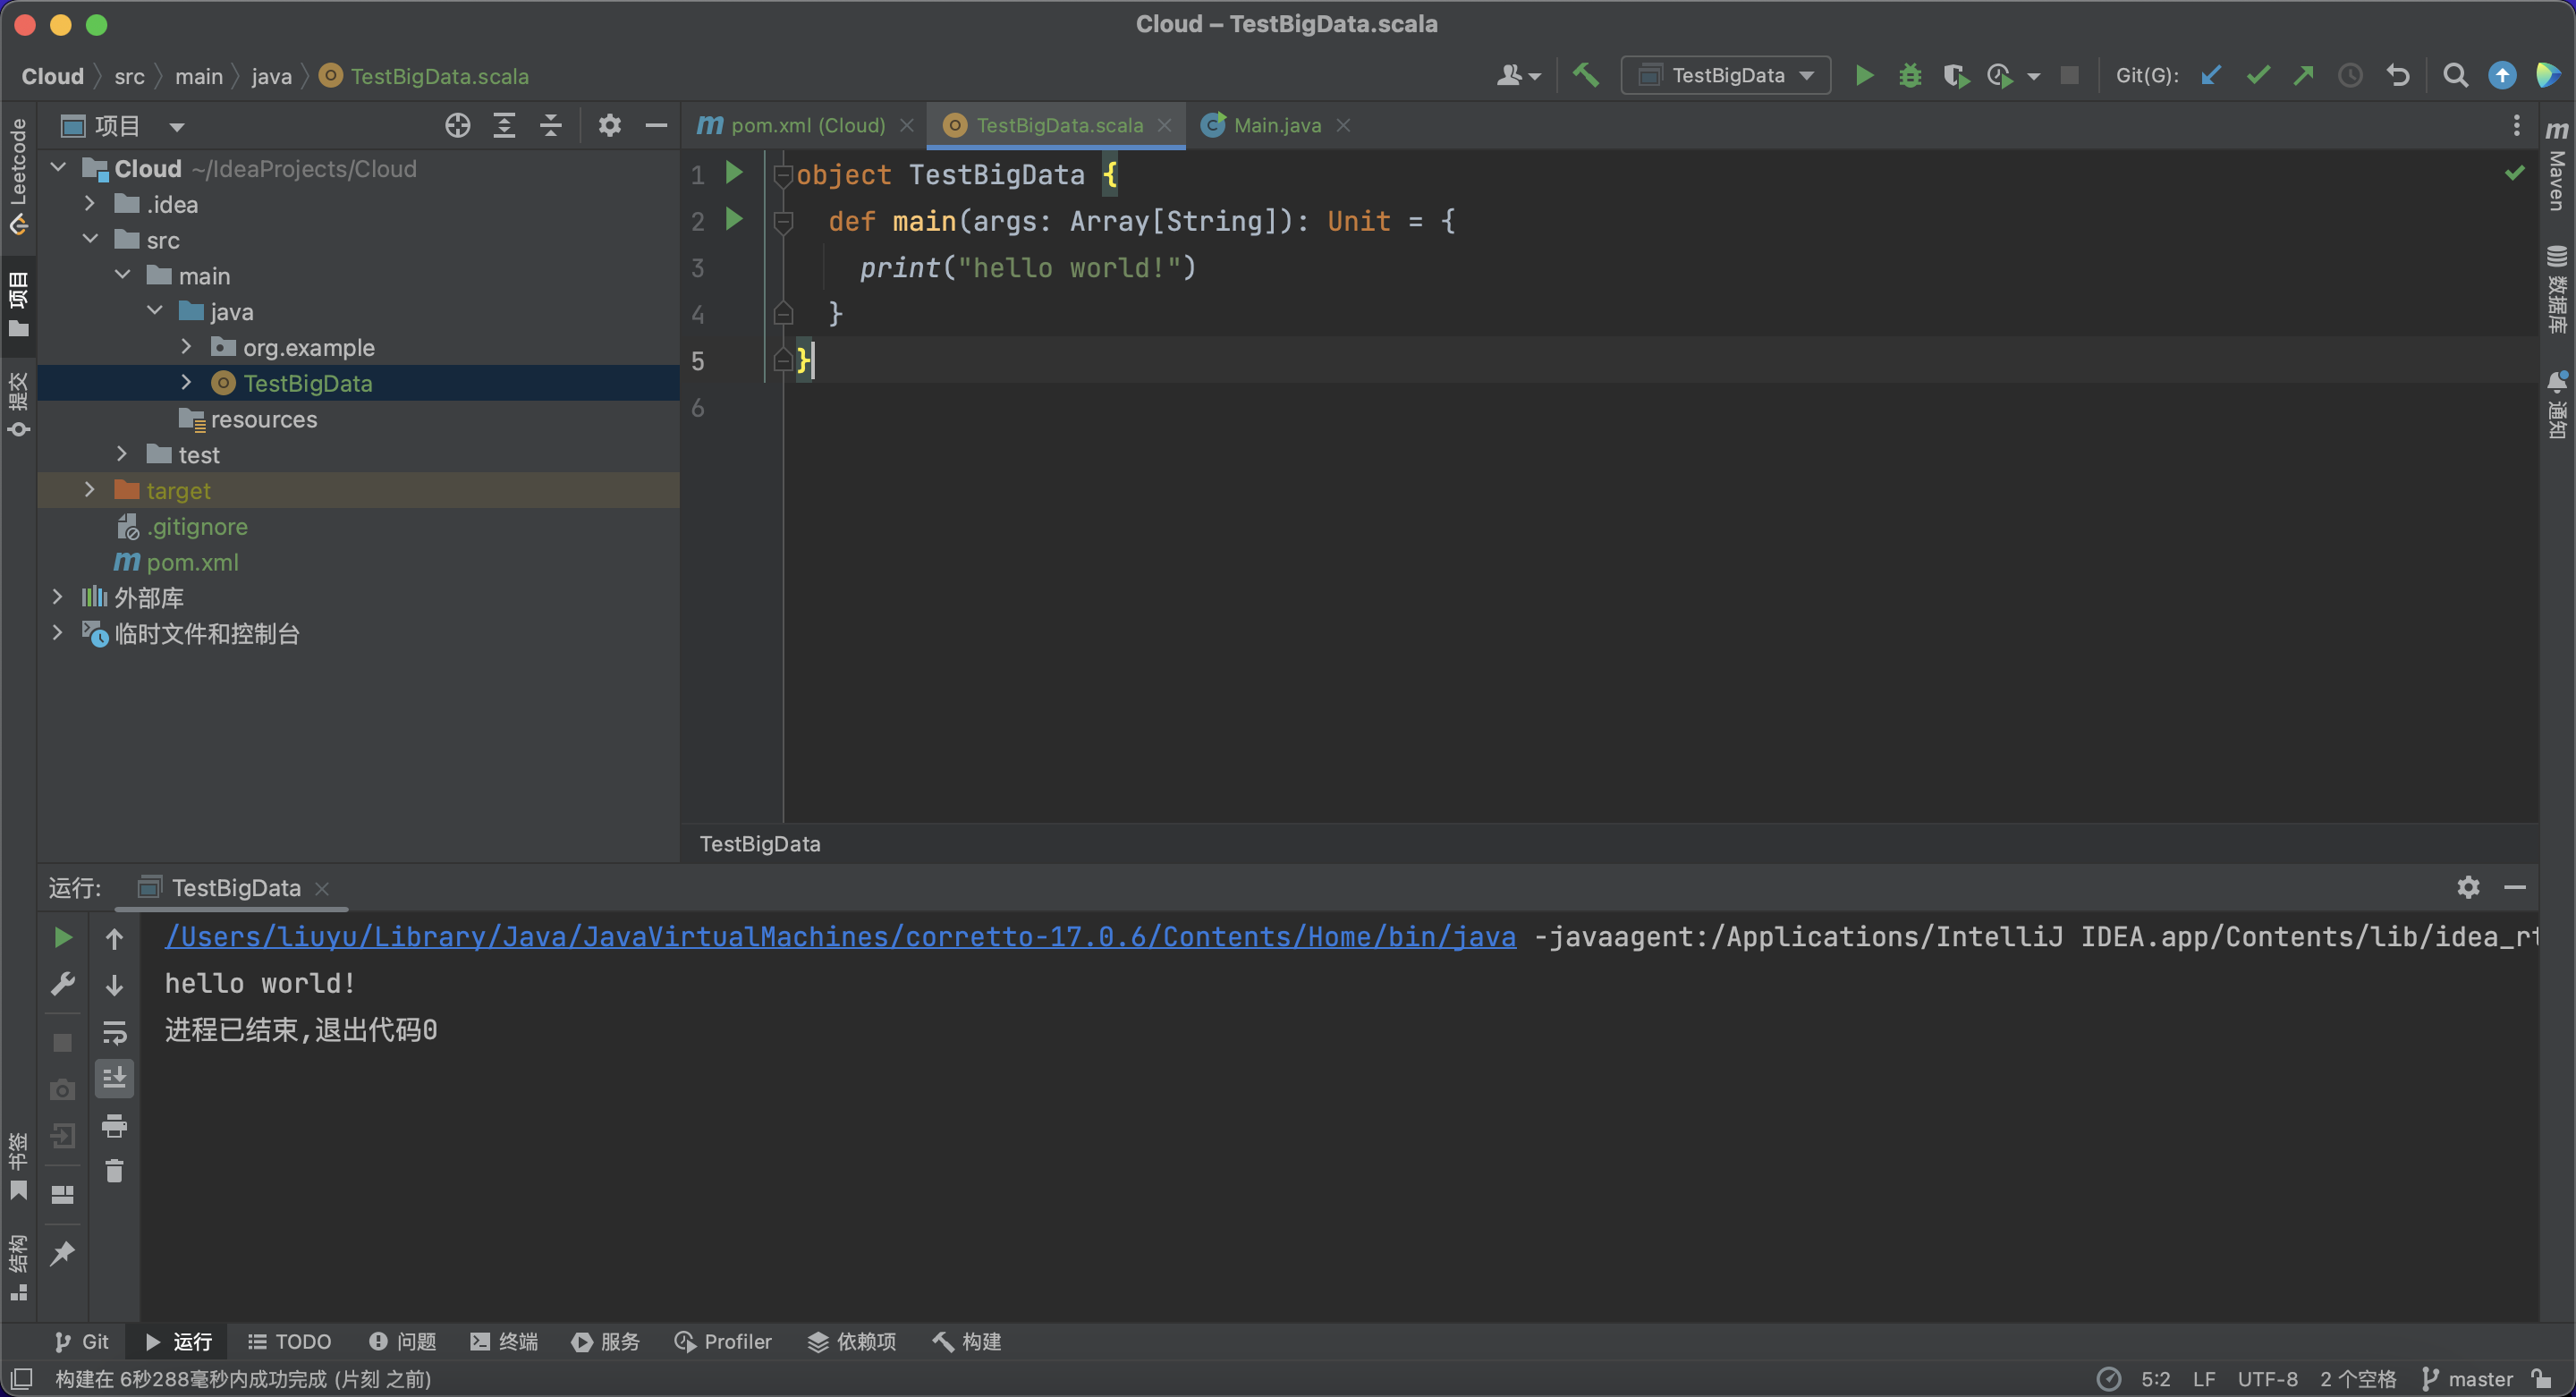 Cloud – TestBigData.scala
Cloud src main java TestBigData.scala
TestBigData
Git(G):
Leetcode
项目
提交
书签
结构
项目
Cloud ~/IdeaProjects/Cloud
.idea
src
main
java
org.example
TestBigData
resources
test
target
.gitignore
pom.xml
外部库
临时文件和控制台
pom.xml (Cloud)
TestBigData.scala
Main.java
1 object TestBigData {
2 def main(args: Array[String]): Unit = {
3 print("hello world!")
4 }
5 }
6
TestBigData
Maven
数据库
通知
运行: TestBigData
/Users/liuyu/Library/Java/JavaVirtualMachines/corretto-17.0.6/Contents/Home/bin/java -javaagent:/Applications/IntelliJ IDEA.app/Contents/lib/idea_rt
hello world!
进程已结束,退出代码0
Git 运行 TODO 问题 终端 服务 Profiler 依赖项 构建
构建在 6秒288毫秒内成功完成 (片刻 之前)
5:2 LF UTF-8 2 个空格 master